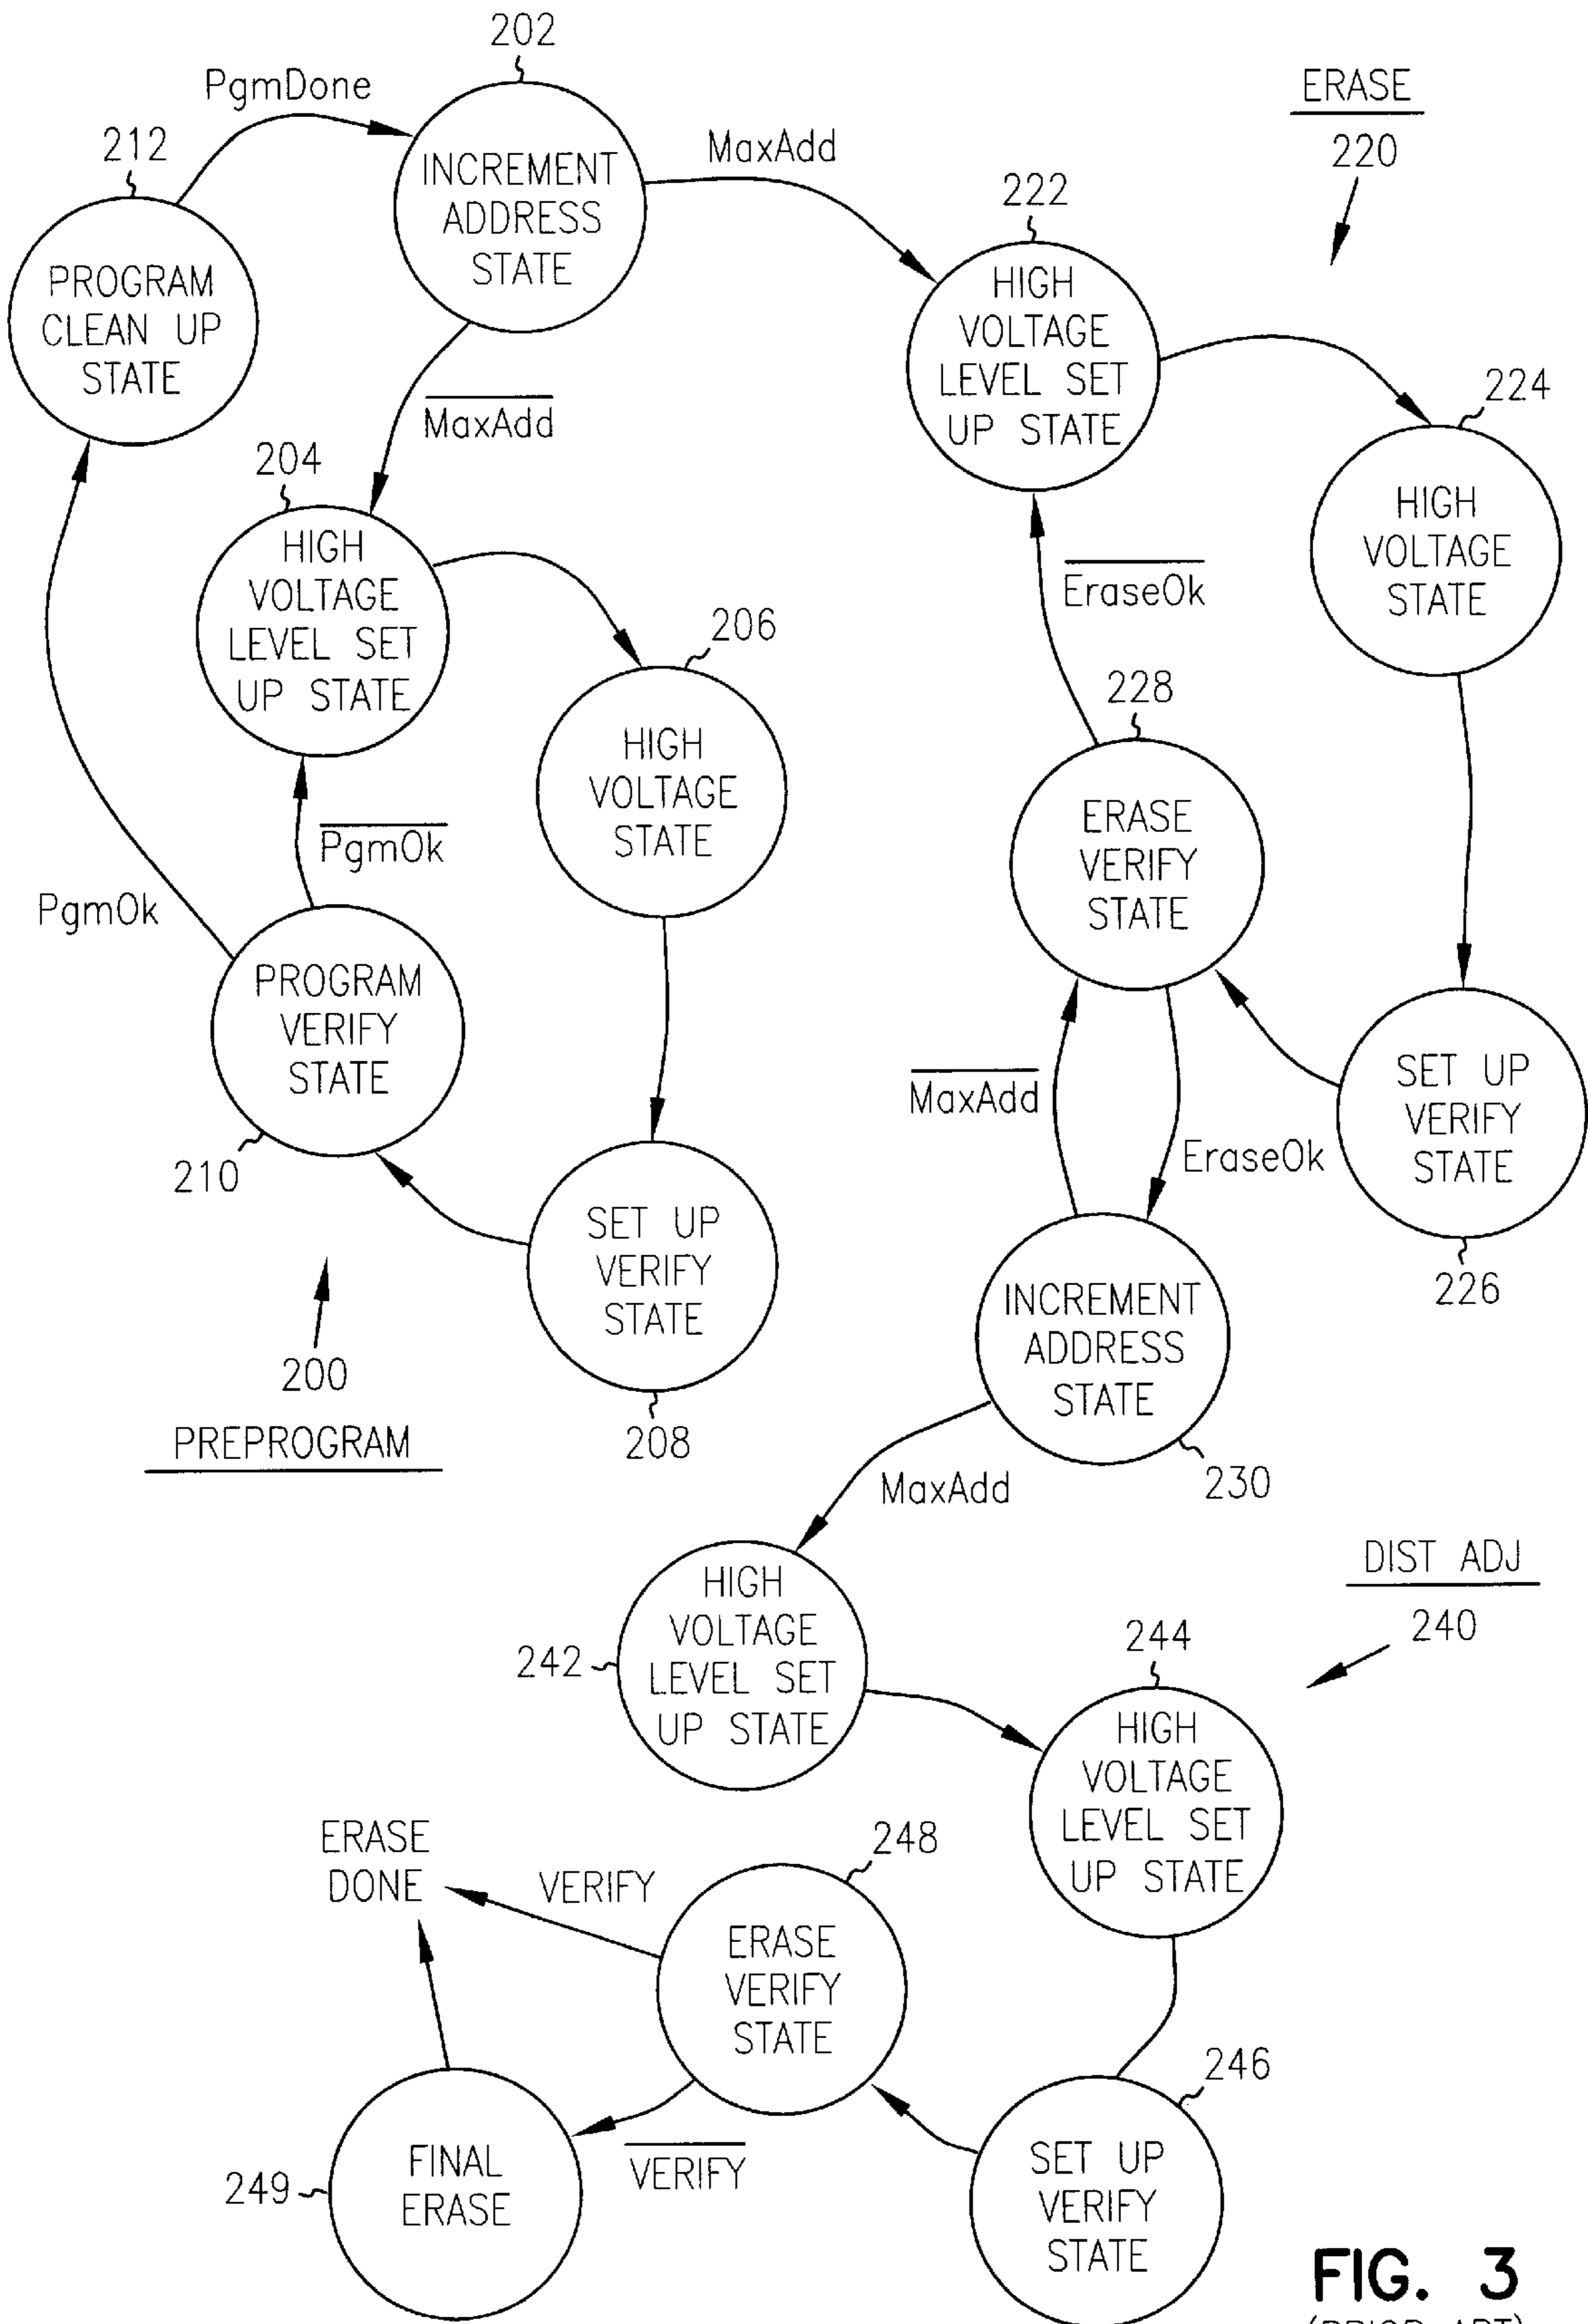 202
PgmDone
ERASE
220
212
INCREMENT
ADDRESS
STATE
MaxAdd
222
PROGRAM
CLEAN UP
STATE
HIGH
VOLTAGE
LEVEL SET
UP STATE
MaxAdd
224
204
HIGH
VOLTAGE
LEVEL SET
UP STATE
HIGH
VOLTAGE
STATE
EraseOk
206
228
HIGH
VOLTAGE
STATE
PgmOk
ERASE
VERIFY
STATE
PgmOk
PROGRAM
VERIFY
STATE
210
MaxAdd
EraseOk
SET UP
VERIFY
STATE
226
SET UP
VERIFY
STATE
208
200
PREPROGRAM
INCREMENT
ADDRESS
STATE
230
MaxAdd
DIST ADJ
240
242
HIGH
VOLTAGE
LEVEL SET
UP STATE
244
HIGH
VOLTAGE
LEVEL SET
UP STATE
ERASE
DONE
VERIFY
248
ERASE
VERIFY
STATE
246
VERIFY
249
FINAL
ERASE
SET UP
VERIFY
STATE
FIG. 3
(PRIOR ART)